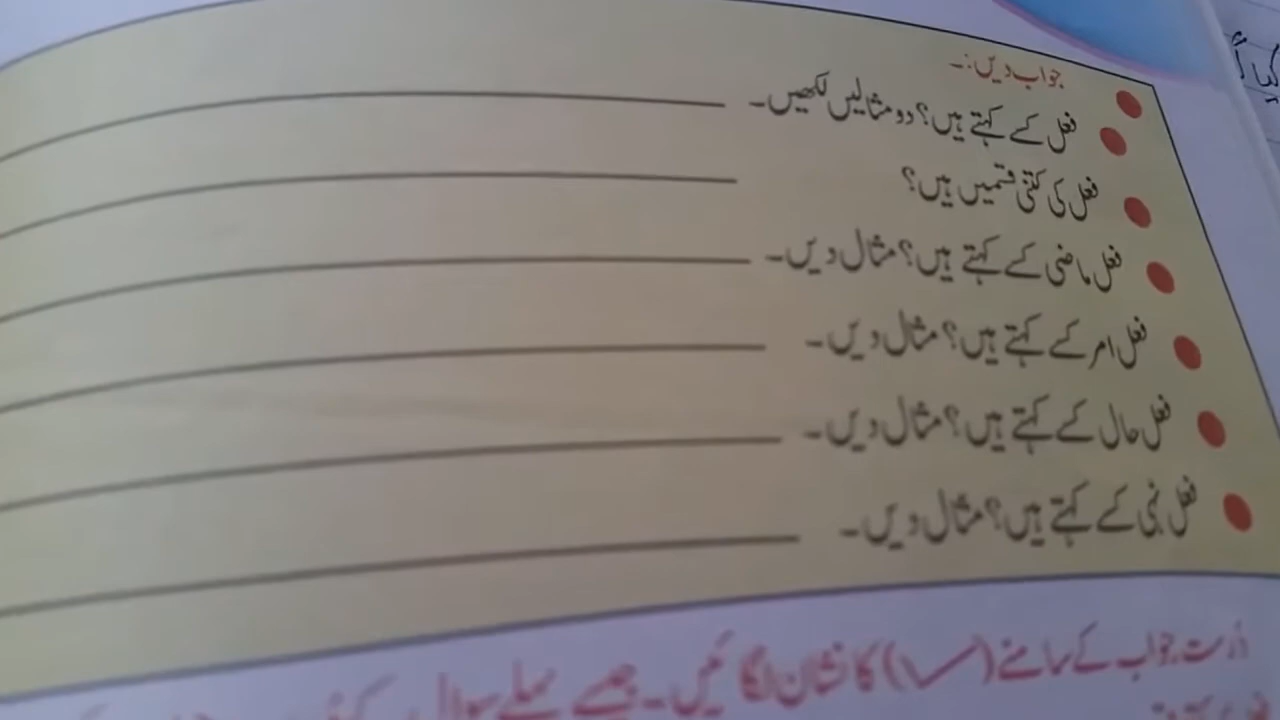 جواب دیں:۔
فعل کسے کہتے ہیں؟ دو مثالیں لکھیں۔
فعل کی کتنی قسمیں ہیں؟
فعل ماضی کسے کہتے ہیں؟ مثال دیں۔
فعل امر کسے کہتے ہیں؟ مثال دیں۔
فعل حال کسے کہتے ہیں؟ مثال دیں۔
فعل نہی کسے کہتے ہیں؟ مثال دیں۔
دُرست جواب کے سامنے (✓) کا نشان لگائیں۔ جیسے پہلے سوال